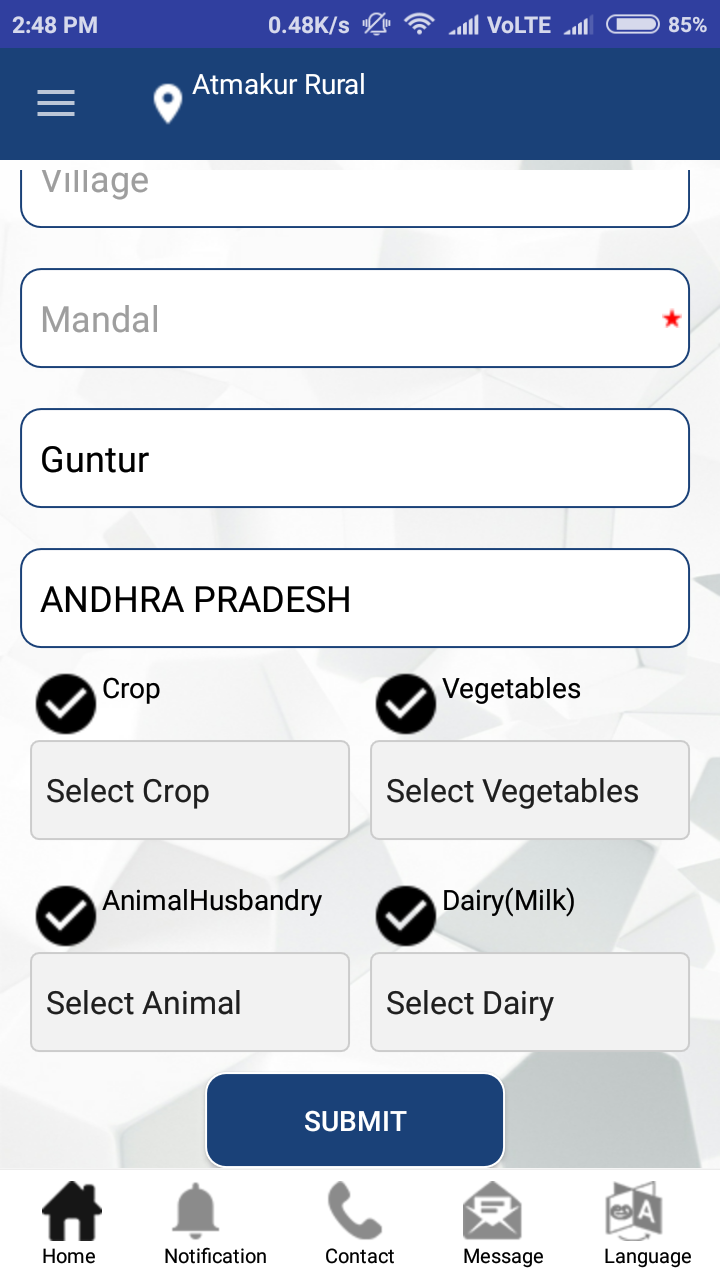 2:48 PM 0.48K/s VoLTE 85%
Atmakur Rural
Village
Mandal
Guntur
ANDHRA PRADESH
Crop Vegetables
Select Crop Select Vegetables
AnimalHusbandry Dairy(Milk)
Select Animal Select Dairy
SUBMIT
Home Notification Contact Message Language